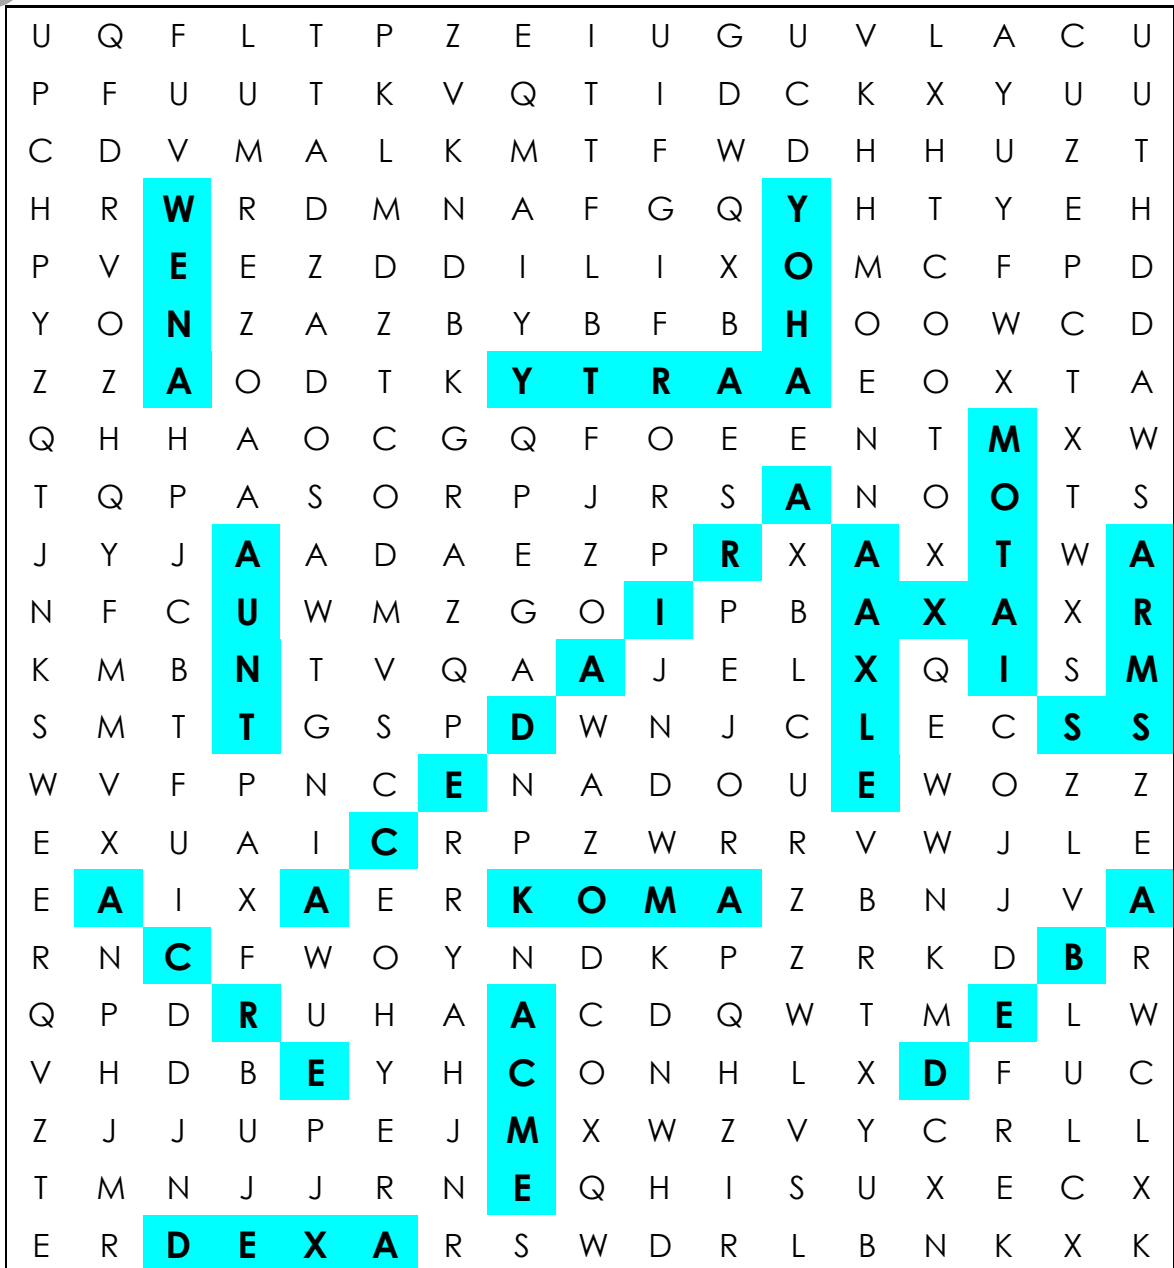 U Q F L T P Z E I U G U V L A C U
P F U U T K V Q T I D C K X Y U U
C D V M A L K M T F W D H H U Z T
H R W R D M N A F G Q Y H T Y E H
P V E E Z D D I L I X O M C F P D
Y O N Z A Z B Y B F B H O O W C D
Z Z A O D T K Y T R A A E O X T A
Q H H A O C G Q F O E E N T M X W
T Q P A S O R P J R S A N O O T S
J Y J A A D A E Z P R X A X T W A
N F C U W M Z G O I P B A X A X R
K M B N T V Q A A J E L X Q I S M
S M T T G S P D W N J C L E C S S
W V F P N C E N A D O U E W O Z Z
E X U A I C R P Z W R R V W J L E
E A I X A E R K O M A Z B N J V A
R N C F W O Y N D K P Z R K D B R
Q P D R U H A A C D Q W T M E L W
V H D B E Y H C O N H L X D F U C
Z J J U P E J M X W Z V Y C R L L
T M N J J R N E Q H I S U X E C X
E R D E X A R S W D R L B N K X K